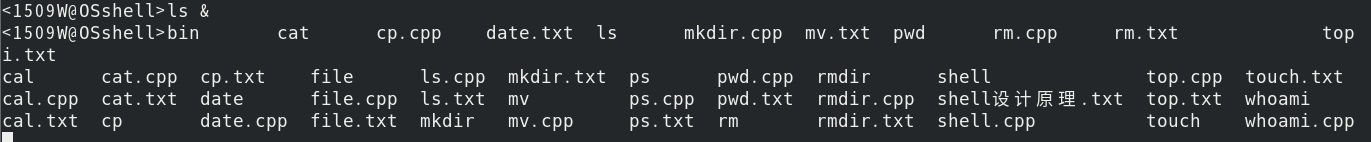 <1509W@OSshell>ls &
<1509W@OSshell>bin       cat      cp.cpp    date.txt  ls      mkdir.cpp  mv.txt  pwd      rm.cpp     rm.txt             top
i.txt
cal      cat.cpp  cp.txt    file      ls.cpp  mkdir.txt  ps      pwd.cpp  rmdir      shell              top.cpp  touch.txt
cal.cpp  cat.txt  date      file.cpp  ls.txt  mv         ps.cpp  pwd.txt  rmdir.cpp  shell设计原理.txt  top.txt  whoami
cal.txt  cp       date.cpp  file.txt  mkdir   mv.cpp     ps.txt  rm       rmdir.txt  shell.cpp          touch    whoami.cpp